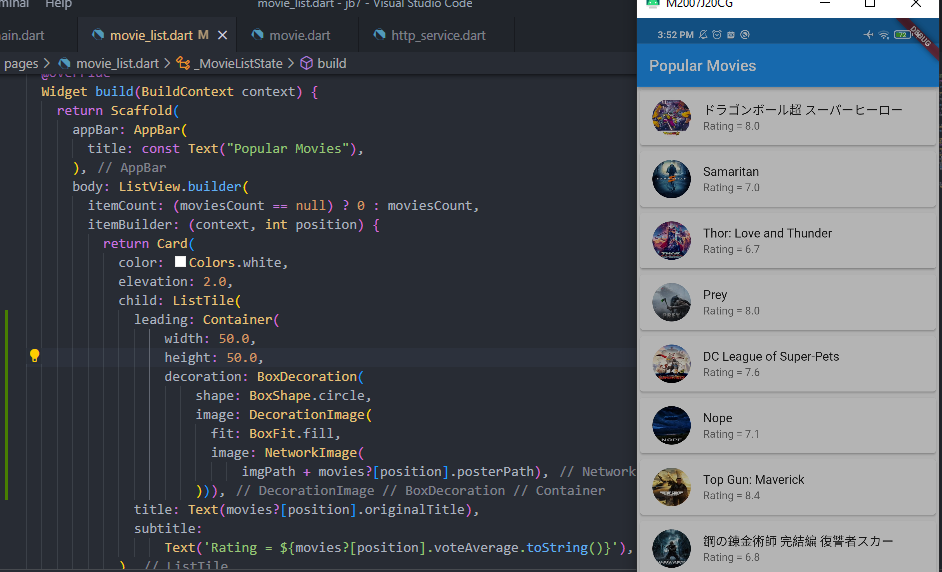 minal Help
movie_list.dart - jb7 - Visual Studio Code
ain.dart
movie_list.dart M ×
movie.dart
http_service.dart
pages > movie_list.dart > _MovieListState > build
@override
Widget build(BuildContext context) {
return Scaffold(
appBar: AppBar(
title: const Text("Popular Movies"),
), // AppBar
body: ListView.builder(
itemCount: (moviesCount == null) ? 0 : moviesCount,
itemBuilder: (context, int position) {
return Card(
color: Colors.white,
elevation: 2.0,
child: ListTile(
leading: Container(
width: 50.0,
height: 50.0,
decoration: BoxDecoration(
shape: BoxShape.circle,
image: DecorationImage(
fit: BoxFit.fill,
image: NetworkImage(
imgPath + movies?[position].posterPath), // Network
))), // DecorationImage // BoxDecoration // Container
title: Text(movies?[position].originalTitle),
subtitle:
Text('Rating = ${movies?[position].voteAverage.toString()}'),
) // ListTile
M2007J20CG
3:52 PM
72
DEBUG
Popular Movies
ドラゴンボール超 スーパーヒーロー
Rating = 8.0
Samaritan
Rating = 7.0
Thor: Love and Thunder
Rating = 6.7
Prey
Rating = 8.0
DC League of Super-Pets
Rating = 7.6
NOPE
Nope
Rating = 7.1
Top Gun: Maverick
Rating = 8.4
鋼の錬金術師 完結編 復讐者スカー
Rating = 6.8